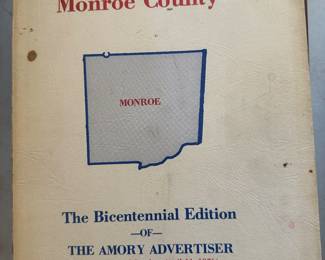 Monroe County
MONROE
The Bicentennial Edition
—OF—
THE AMORY ADVERTISER